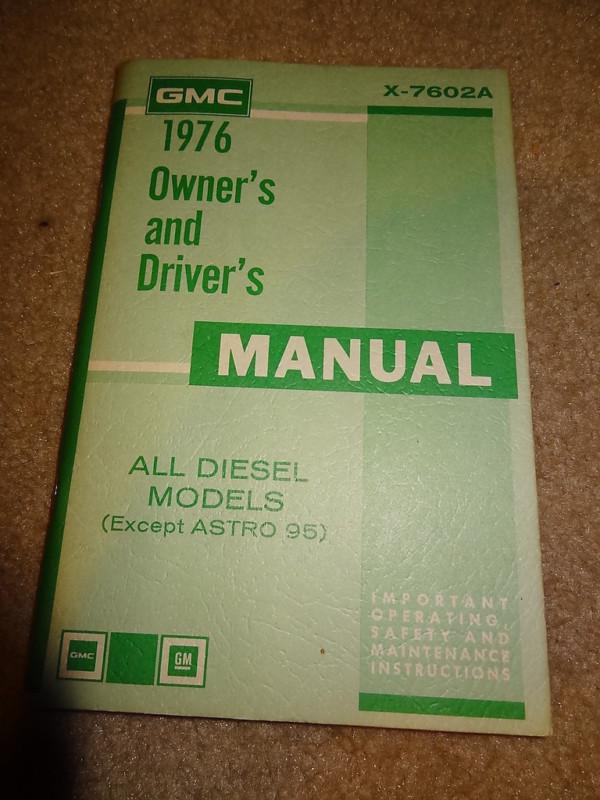 GMC
X-7602A
1976
Owner's
and
Driver's
MANUAL
ALL DIESEL
MODELS
(Except ASTRO 95)
IMPORTANT
OPERATING,
SAFETY AND
MAINTENANCE
INSTRUCTIONS
GMC
GM